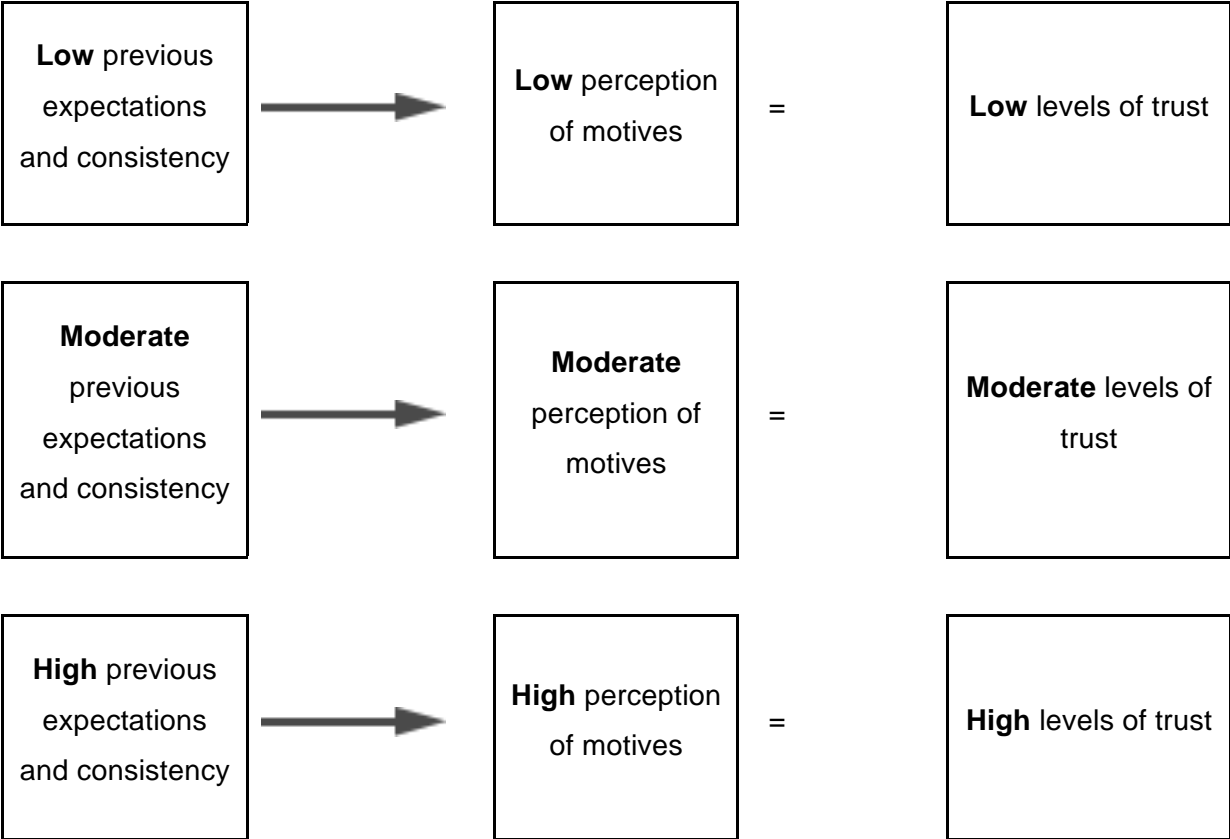 Low previous
expectations
and consistency
Low perception
of motives
=
Low levels of trust
Moderate
previous
expectations
and consistency
Moderate
perception of
motives
=
Moderate levels of
trust
High previous
expectations
and consistency
High perception
of motives
=
High levels of trust